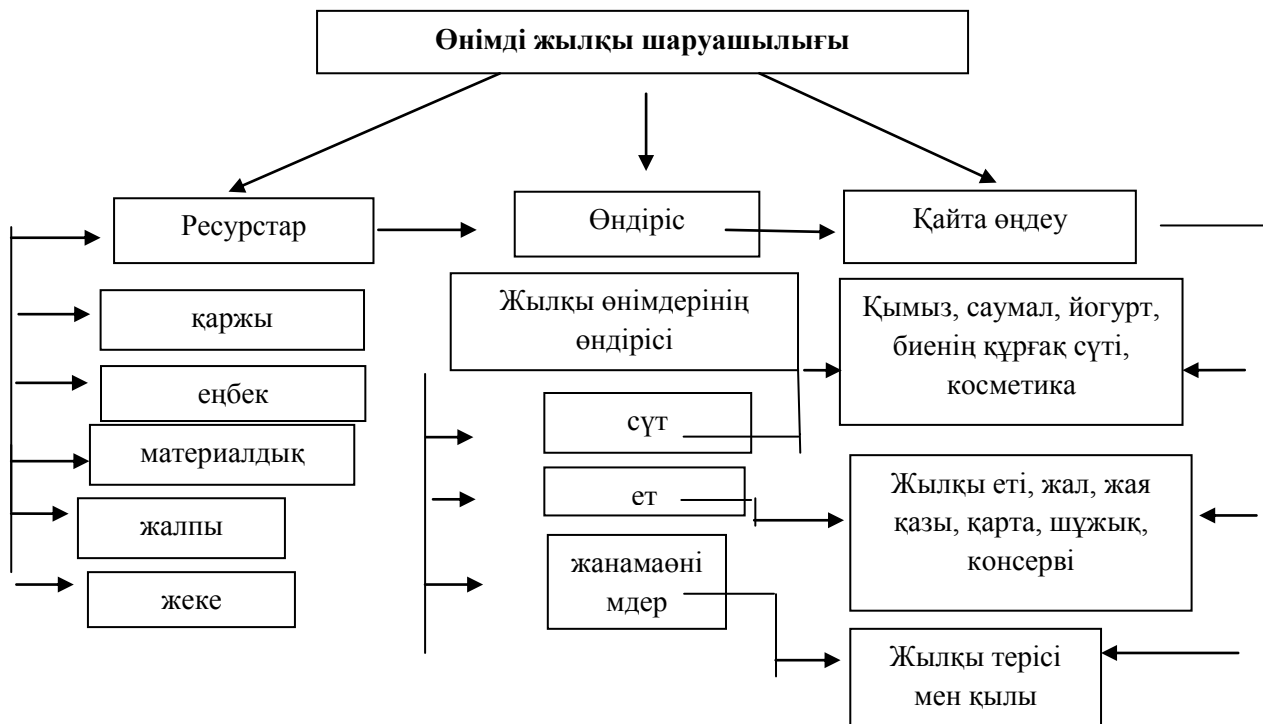 Өнімді жылқы шаруашылығы
Ресурстар
Өндіріс
Қайта өңдеу
қаржы
еңбек
материалдық
жалпы
жеке
Жылқы өнімдерінің
өндірісі
сүт
ет
жанамаөні
мдер
Қымыз, саумал, йогурт,
биенің құрғақ сүті,
косметика
Жылқы еті, жал, жая
қазы, қарта, шұжық,
консерві
Жылқы терісі
мен қылы